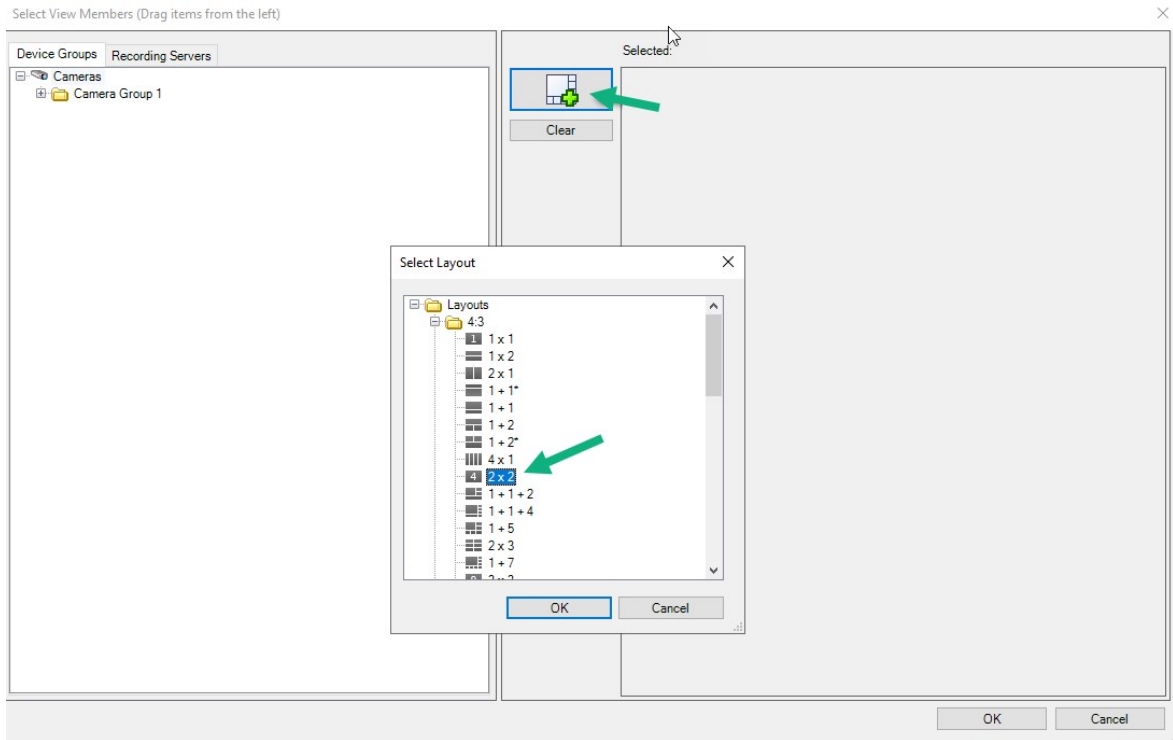 Select View Members (Drag items from the left)
Device Groups
Recording Servers
Selected:
Cameras
Camera Group 1
Clear
Select Layout
Layouts
4:3
1 1 x 1
1 x 2
2 x 1
1 + 1*
1 + 1
1 + 2
1 + 2*
4 x 1
4 2 x 2
1 + 1 + 2
1 + 1 + 4
1 + 5
2 x 3
1 + 7
OK
Cancel
OK
Cancel